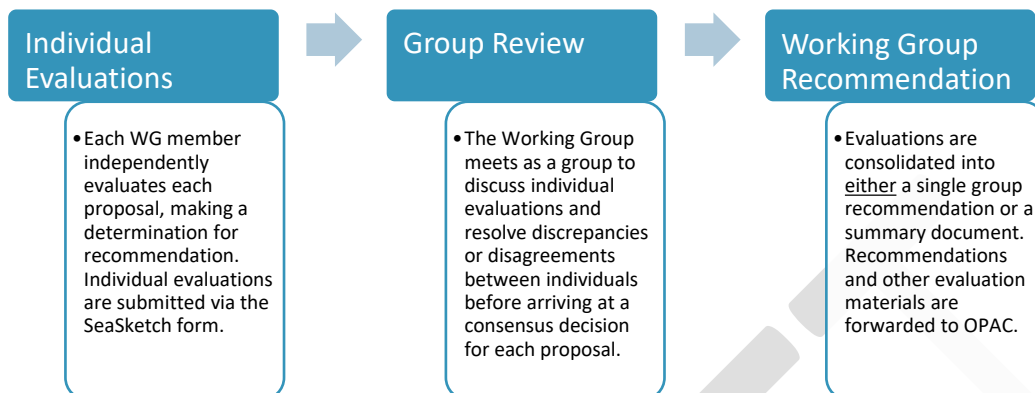 Individual
Evaluations
•Each WG member
independently
evaluates each
proposal, making a
determination for
recommendation.
Individual evaluations
are submitted via the
SeaSketch form.
Group Review
•The Working Group
meets as a group to
discuss individual
evaluations and
resolve discrepancies
or disagreements
between individuals
before arriving at a
consensus decision
for each proposal.
Working Group
Recommendation
•Evaluations are
consolidated into
either a single group
recommendation or a
summary document.
Recommendations
and other evaluation
materials are
forwarded to OPAC.